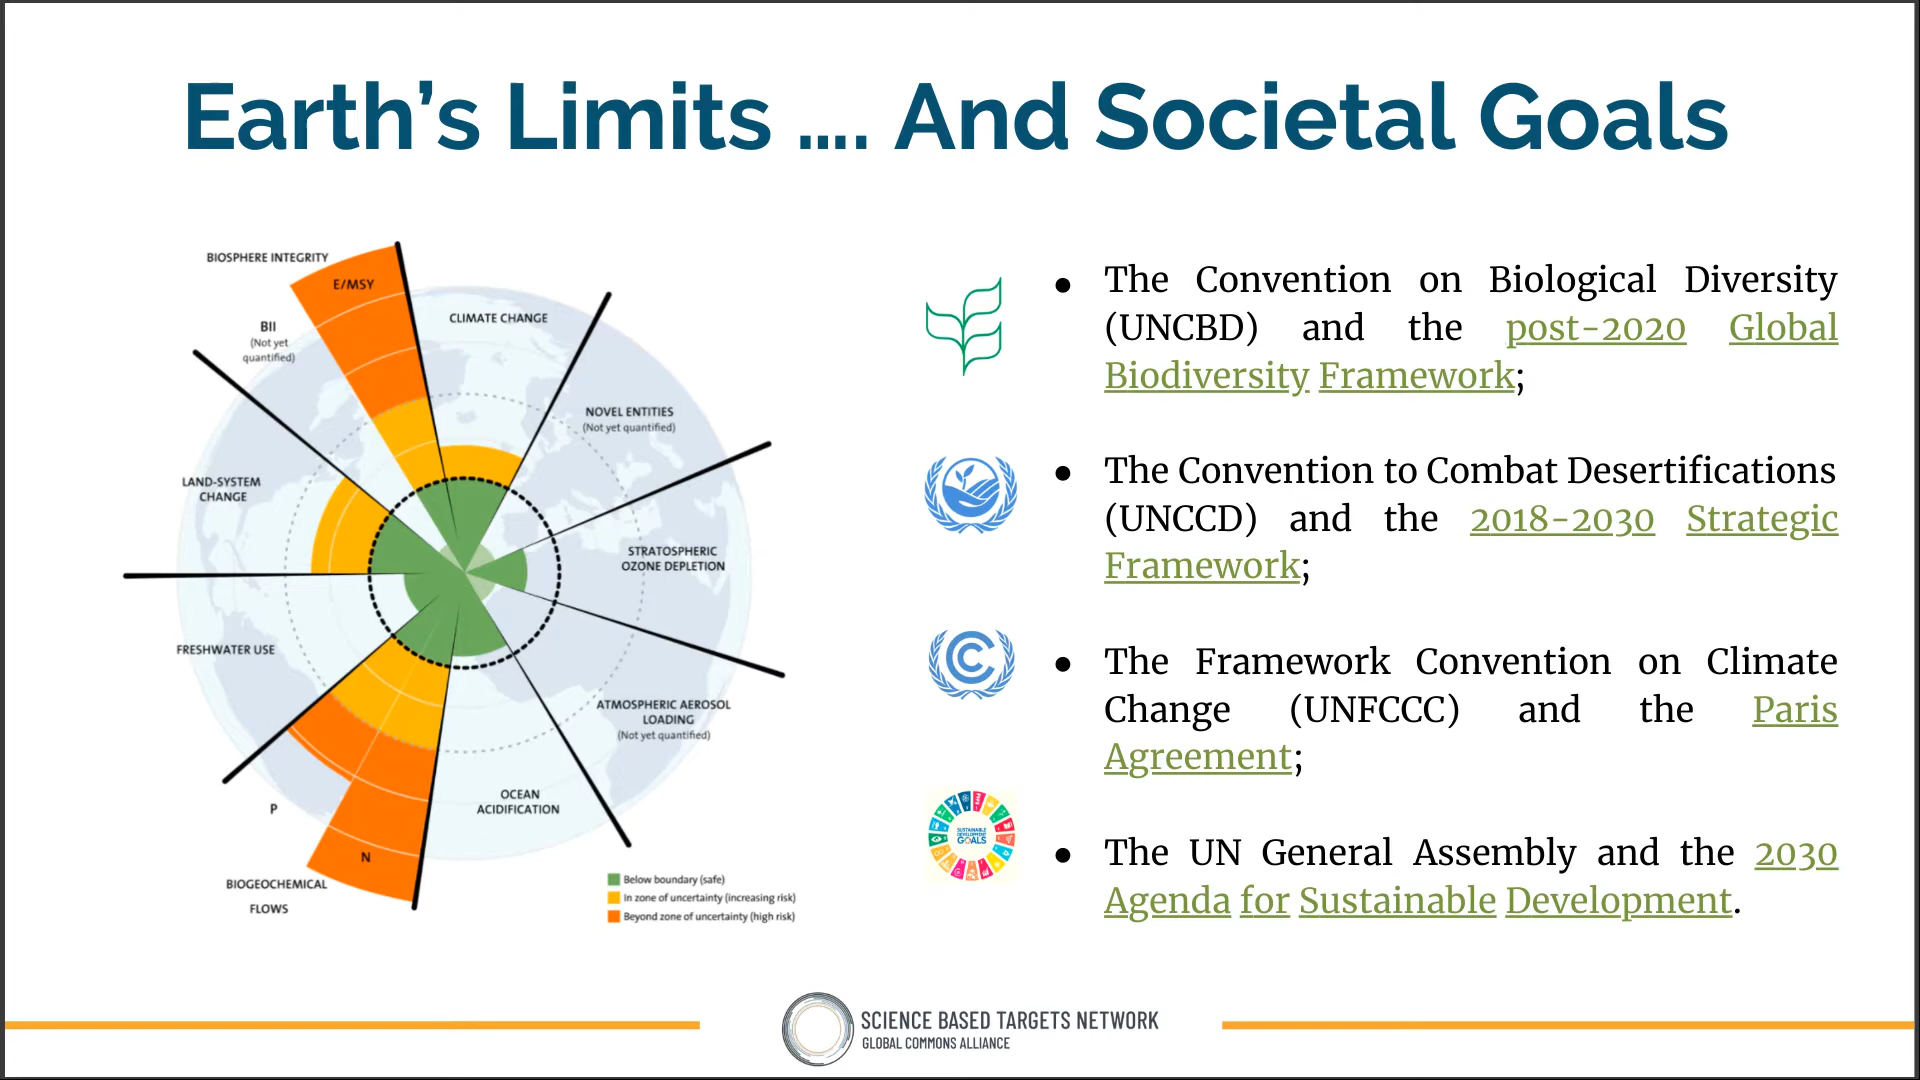 Earth's Limits .... And Societal Goals
BIOSPHERE INTEGRITY
E/MSY
BII
(Not yet
quantified)
CLIMATE CHANGE
NOVEL ENTITIES
(Not yet quantified)
LAND-SYSTEM
CHANGE
STRATOSPHERIC
OZONE DEPLETION
FRESHWATER USE
ATMOSPHERIC AEROSOL
LOADING
(Not yet quantified)
P
OCEAN
ACIDIFICATION
N
BIOGEOCHEMICAL
FLOWS
Below boundary (safe)
In zone of uncertainty (increasing risk)
Beyond zone of uncertainty (high risk)
● The Convention on Biological Diversity
(UNCBD) and the post-2020 Global
Biodiversity Framework;
● The Convention to Combat Desertifications
(UNCCD) and the 2018-2030 Strategic
Framework;
● The Framework Convention on Climate
Change (UNFCCC) and the Paris
Agreement;
SUSTAINABLE
DEVELOPMENT
GOALS
● The UN General Assembly and the 2030
Agenda for Sustainable Development.
SCIENCE BASED TARGETS NETWORK
GLOBAL COMMONS ALLIANCE